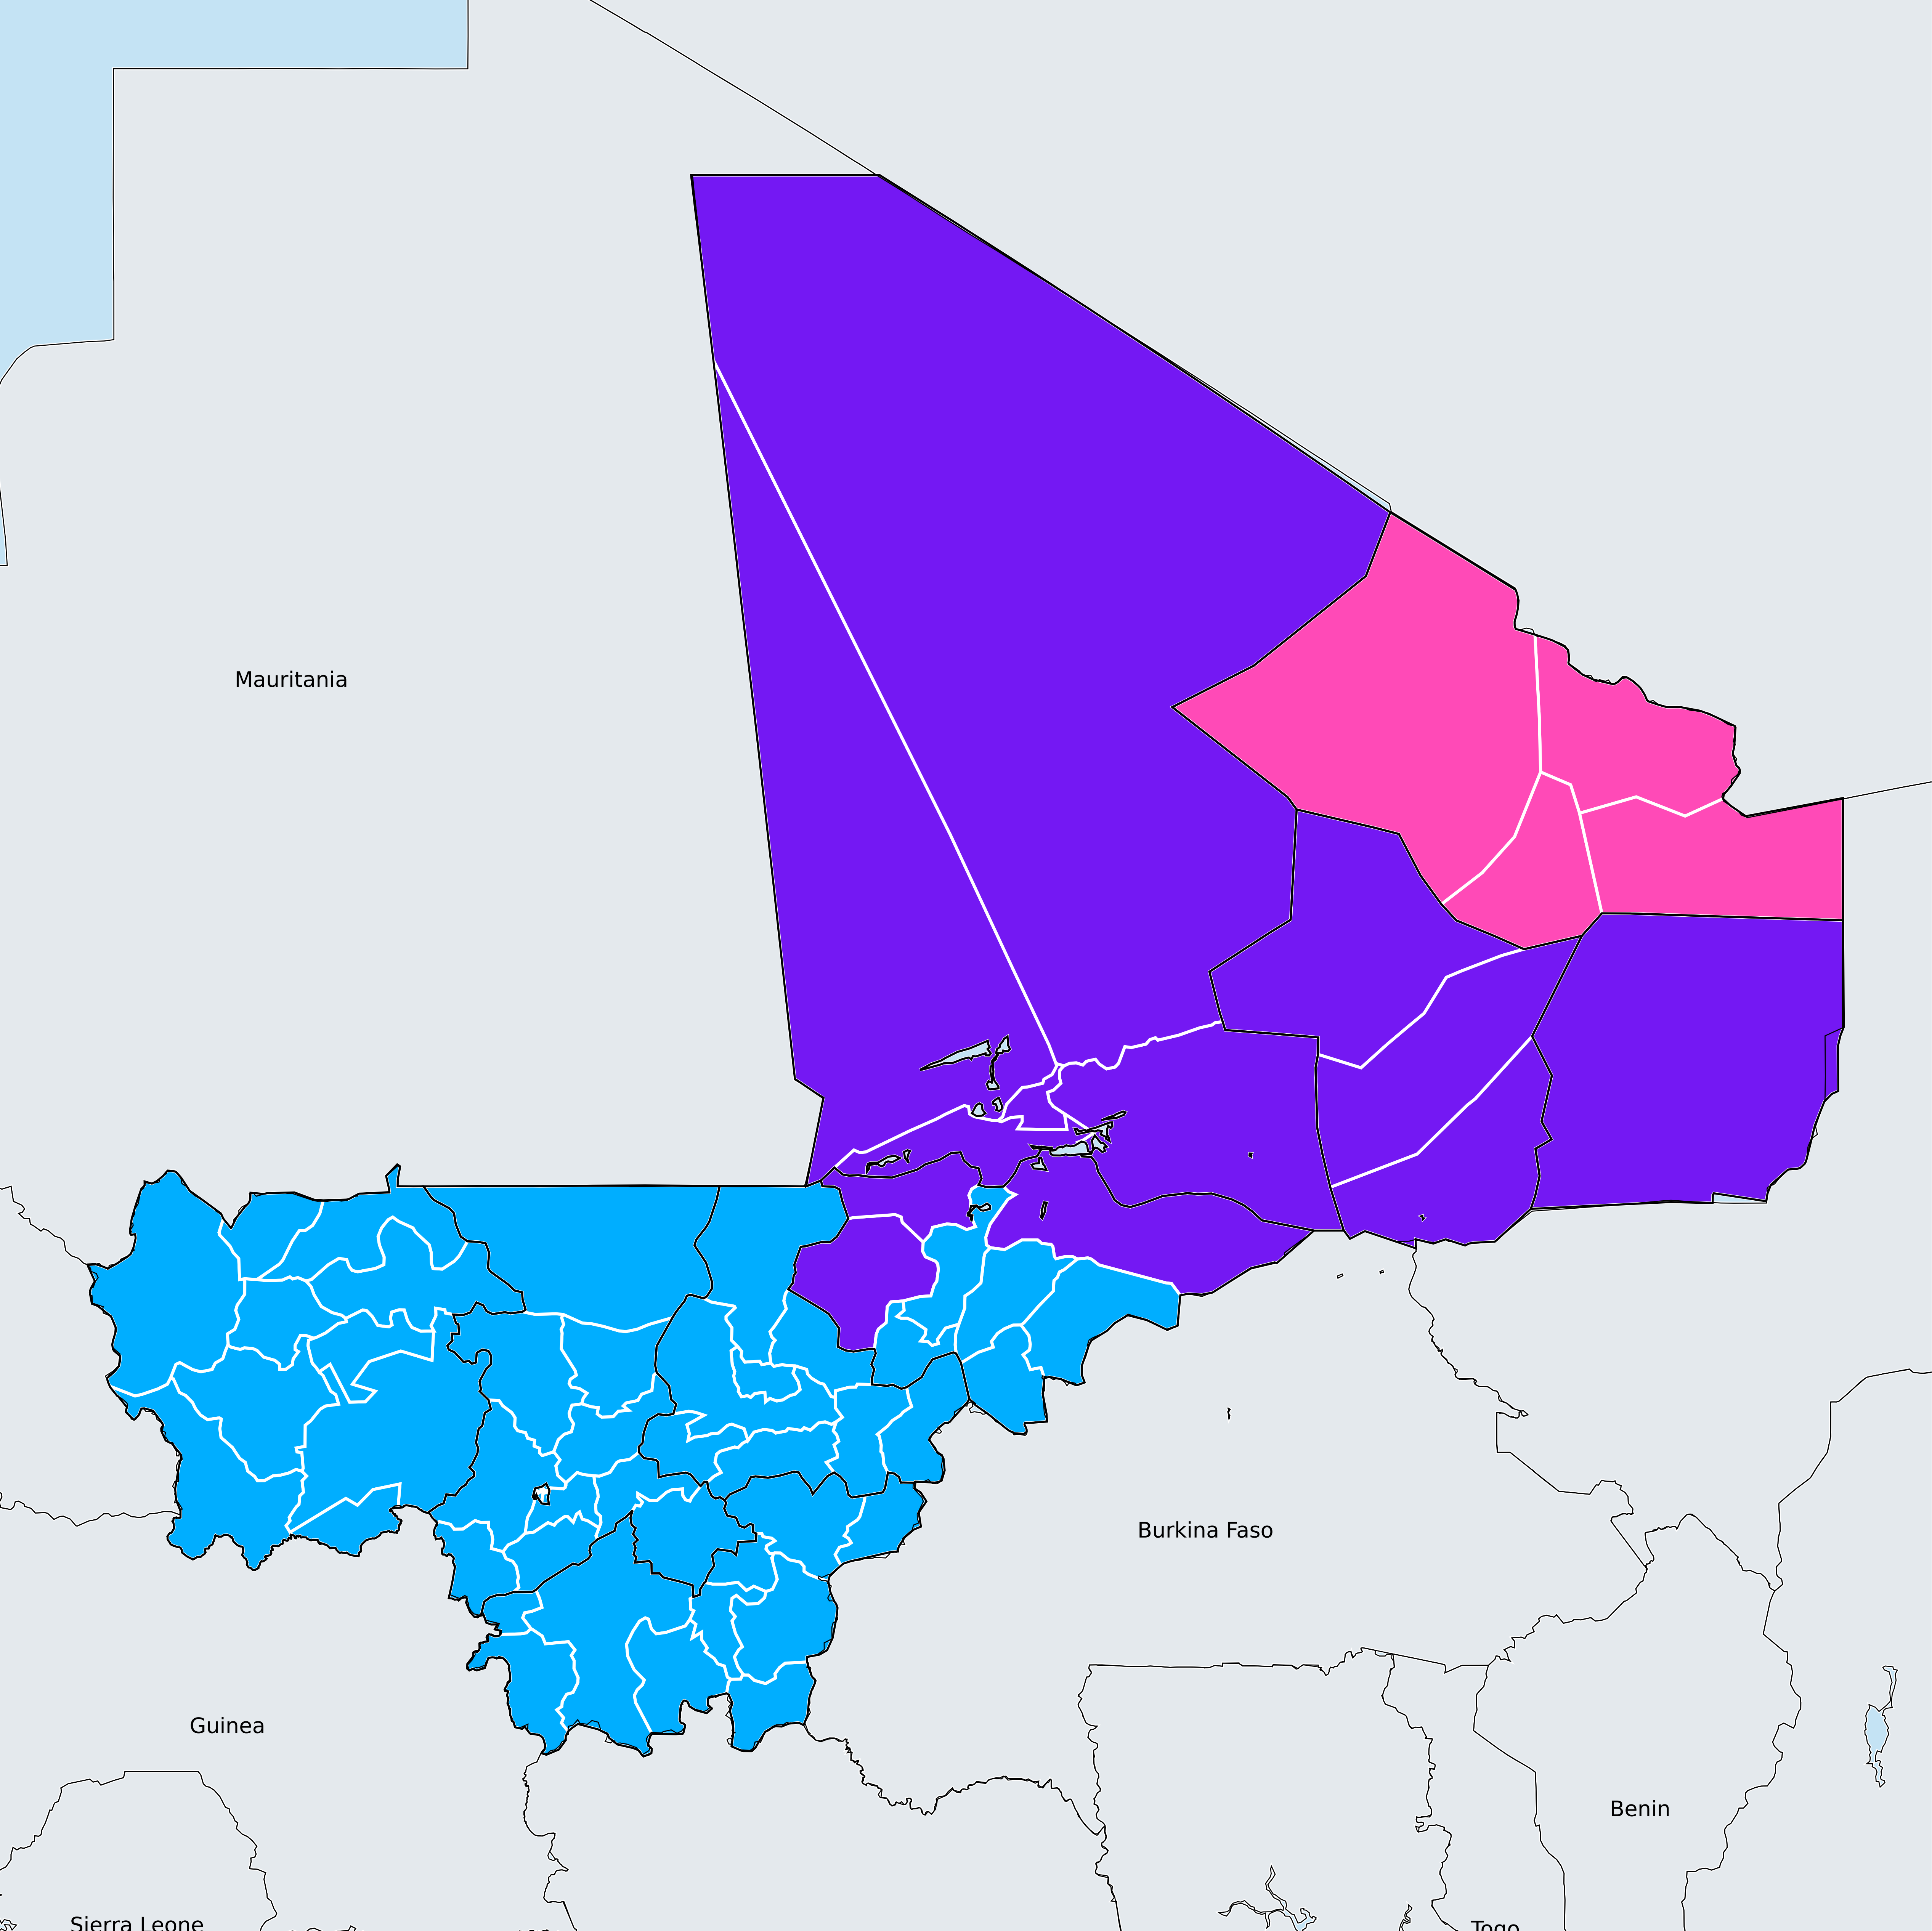 Mauritania
Burkina Faso
Guinea
Benin
Sierra Leone
Togo